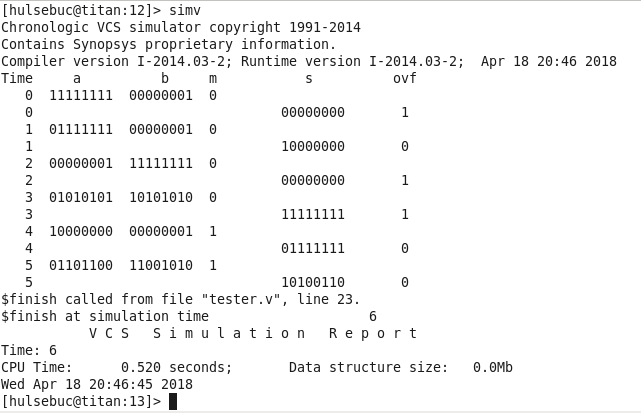 [hulsebuc@titan:12]> simv
Chronologic VCS simulator copyright 1991-2014
Contains Synopsys proprietary information.
Compiler version I-2014.03-2; Runtime version I-2014.03-2;  Apr 18 20:46 2018
Time     a          b     m           s          ovf
   0  11111111  00000001  0
   0                               00000000       1
   1  01111111  00000001  0
   1                               10000000       0
   2  00000001  11111111  0
   2                               00000000       1
   3  01010101  10101010  0
   3                               11111111       1
   4  10000000  00000001  1
   4                               01111111       0
   5  01101100  11001010  1
   5                               10100110       0
$finish called from file "tester.v", line 23.
$finish at simulation time                    6
           V C S   S i m u l a t i o n   R e p o r t
Time: 6
CPU Time:      0.520 seconds;       Data structure size:   0.0Mb
Wed Apr 18 20:46:45 2018
[hulsebuc@titan:13]>